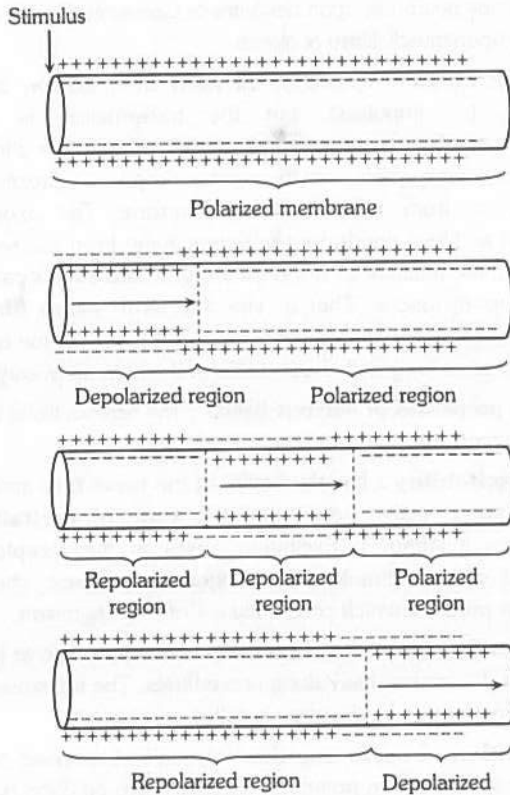 Stimulus
Polarized membrane
Depolarized region Polarized region
Repolarized Depolarized Polarized
region region region
Repolarized region Depolarized